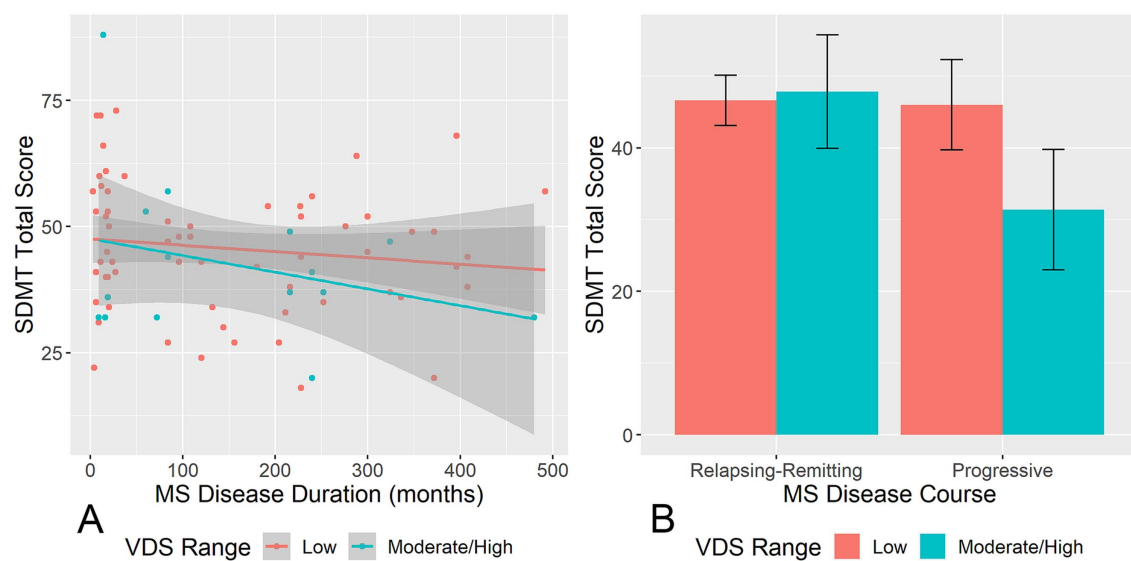 SDMT Total Score
75
50
25
0
100
200
300
400
500
MS Disease Duration (months)
A
VDS Range
Low
Moderate/High
SDMT Total Score
40
20
0
Relapsing-Remitting
Progressive
MS Disease Course
B
VDS Range
Low
Moderate/High